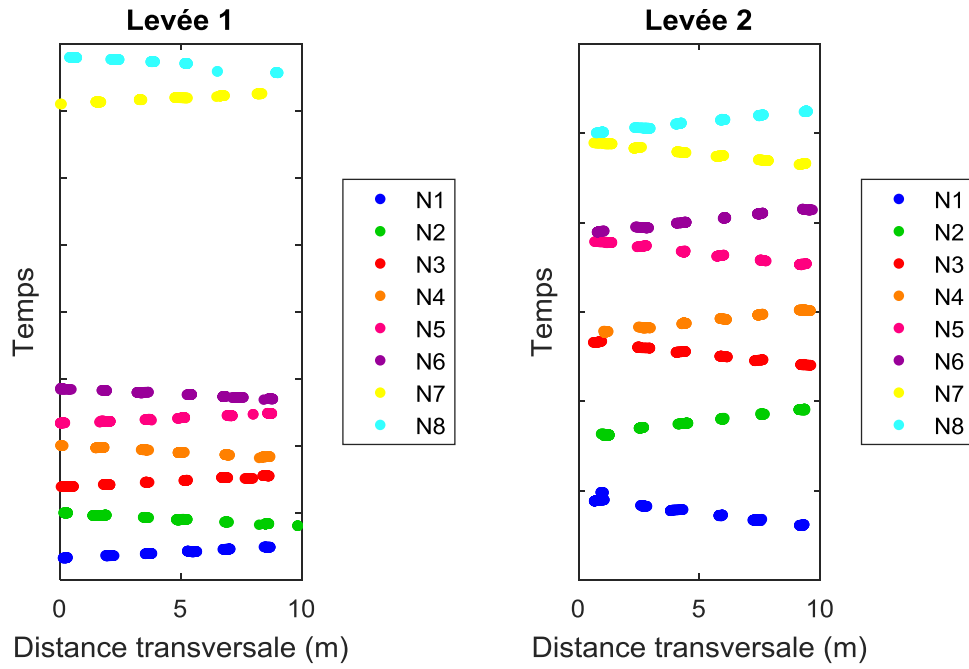 Levée 1
Temps
0 5 10
Distance transversale (m)
N1
N2
N3
N4
N5
N6
N7
N8
Levée 2
Temps
0 5 10
Distance transversale (m)
N1
N2
N3
N4
N5
N6
N7
N8